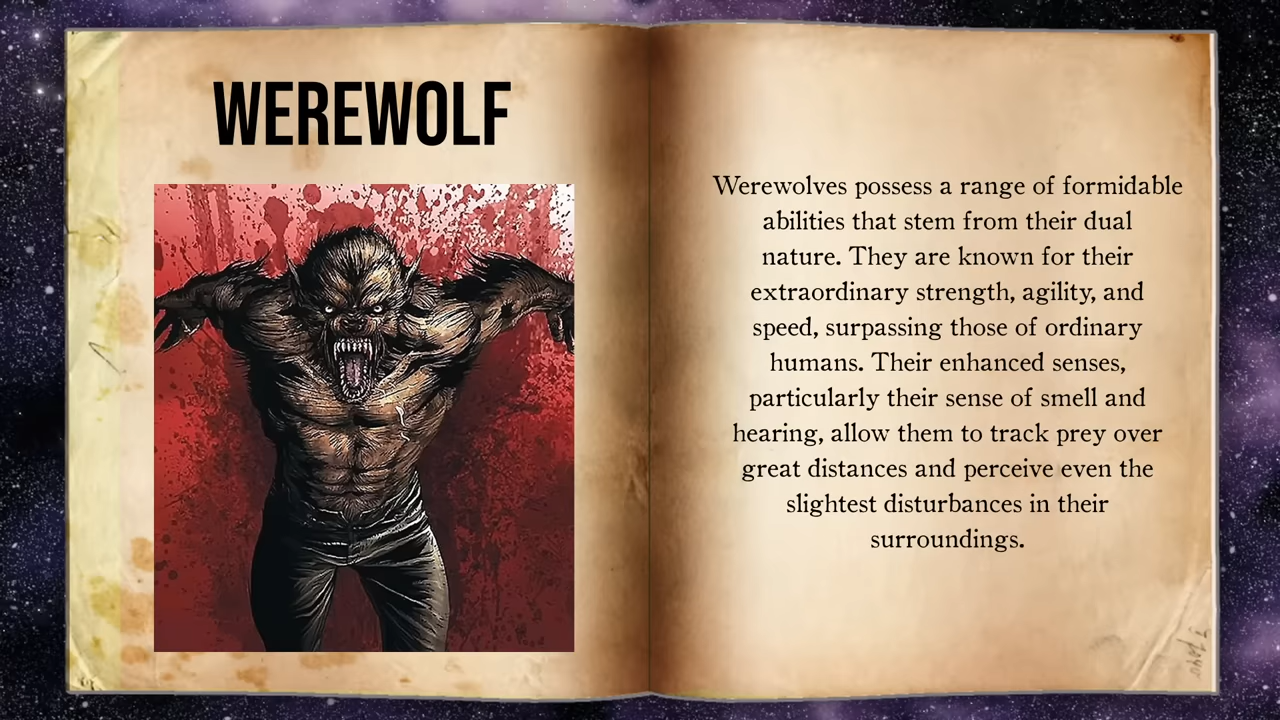 WEREWOLF
Werewolves possess a range of formidable
abilities that stem from their dual
nature. They are known for their
extraordinary strength, agility, and
speed, surpassing those of ordinary
humans. Their enhanced senses,
particularly their sense of smell and
hearing, allow them to track prey over
great distances and perceive even the
slightest disturbances in their
surroundings.